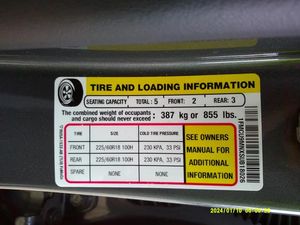 TIRE AND LOADING INFORMATION
SEATING CAPACITY TOTAL: 5 FRONT: 2 REAR: 3
The combined weight of occupants and cargo should never exceed : 387 kg or 855 lbs.
TIRE SIZE COLD TIRE PRESSURE
FRONT 225/60R18 100H 230 KPA, 33 PSI
REAR 225/60R18 100H 230 KPA, 33 PSI
SPARE NONE NONE
SEE OWNERS
MANUAL FOR
ADDITIONAL
INFORMATION